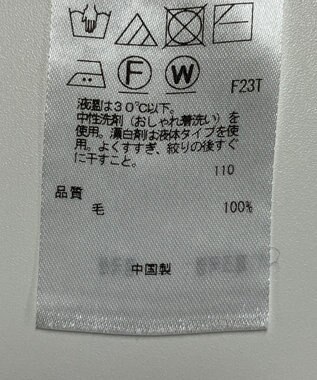 F W F23T
液温は30℃以下。
中性洗剤(おしゃれ着洗い)を
使用。漂白剤は液体タイプを使
用。よくすすぎ、絞りの後すぐ
に干すこと。
110
品質
毛 100%
中国製